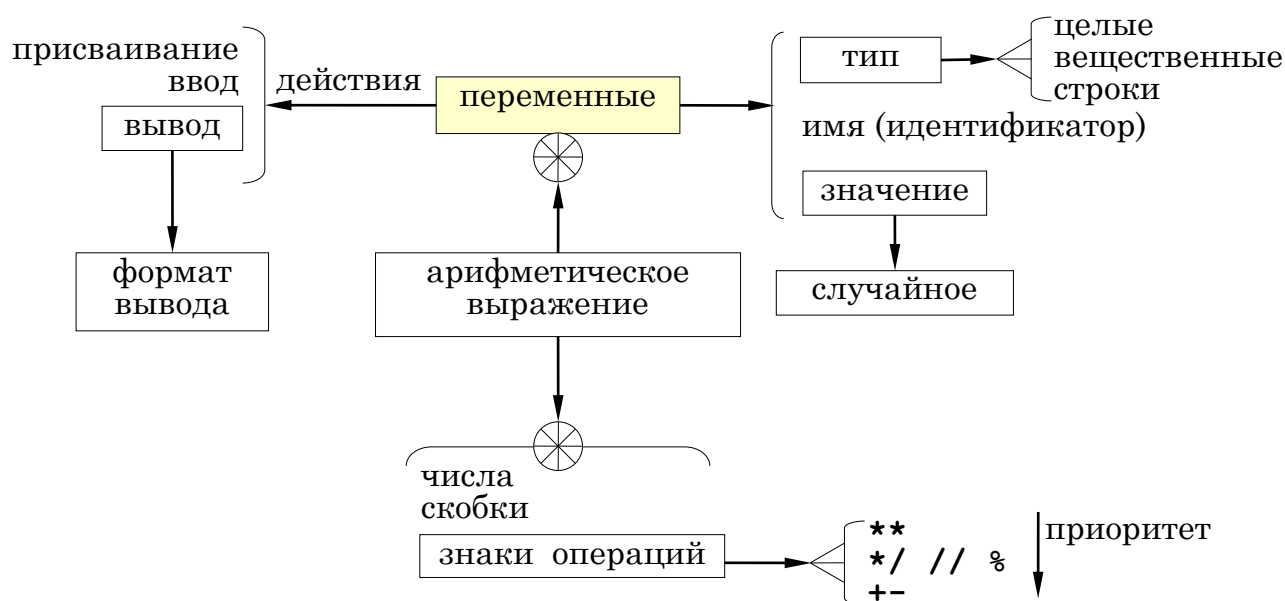 присваивание
ввод
вывод
действия
переменные
тип
целые
вещественные
строки
имя (идентификатор)
значение
случайное
формат
вывода
арифметическое
выражение
числа
скобки
знаки операций
**
*/ // %
+-
приоритет